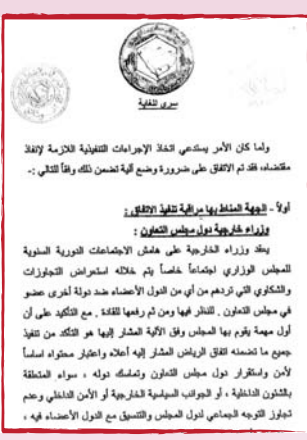 سري للغاية
ولما كان الأمر يستدعي اتخاذ الإجراءات التنفيذية اللازمة لإنفاذ
مقتضاه، فقد تم الاتفاق على ضرورة وضع آلية تضمن ذلك وفقاً للتالي :-
أولاً - الجهة المناط بها مراقبة تنفيذ الاتفاق :
وزراء خارجية دول مجلس التعاون :
يعقد وزراء الخارجية على هامش الاجتماعات الدورية السنوية
للمجلس الوزاري اجتماعاً خاصاً يتم خلاله استعراض التجاوزات
والشكاوي التي تردهم من أي من الدول الأعضاء ضد دولة أخرى عضو
في مجلس التعاون . للنظر فيها ومن ثم رفعها للقادة . مع التأكيد على أن
أول مهمة يقوم بها المجلس وفق الآلية المشار إليها هو التأكد من تنفيذ
جميع ما تضمنه اتفاق الرياض المشار إليه أعلاه واعتبار محتواه أساساً
لأمن واستقرار دول مجلس التعاون وتماسك دوله ، سواء المتعلقة
بالشئون الداخلية ، أو الجوانب السياسية الخارجية أو الأمن الداخلي وعدم
تجاوز التوجه الجماعي لدول المجلس والتنسيق مع الدول الأعضاء فيه ،